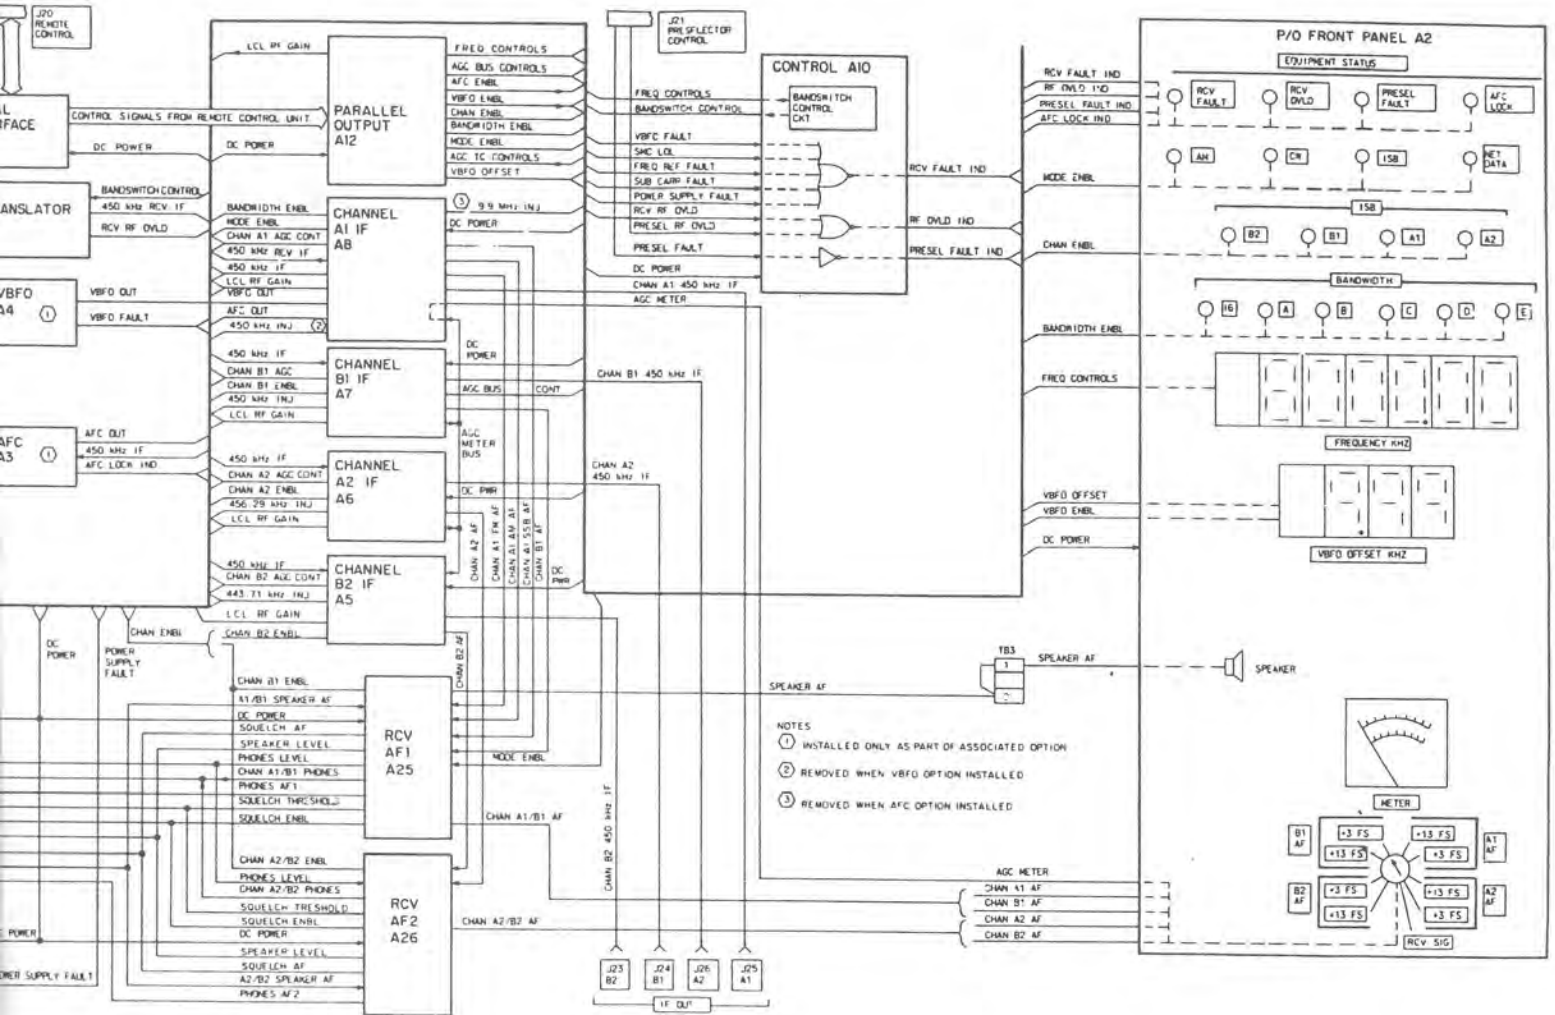 J20
REMOTE
CONTROL
AL
RFACE
CONTROL SIGNALS FROM REMOTE CONTROL UNIT
DC POWER
BANDSWITCH CONTROL
450 kHz RCV IF
RCV RF OVLD
ANSLATOR
VBFO
A4
1
VBFO OUT
VBFO FAULT
AFC
A3
1
AFC OUT
450 kHz IF
AFC LOCK IND
DC
POWER
POWER
SUPPLY
FAULT
CHAN ENBL
POWER
WER SUPPLY FAULT
LCL RF GAIN
DC POWER
PARALLEL
OUTPUT
A12
FREQ CONTROLS
AGC BUS CONTROLS
AFC ENBL
VBFO ENBL
CHAN ENBL
BANDWIDTH ENBL
MODE ENBL
AGC TC CONTROLS
VBFO OFFSET
BANDWIDTH ENBL
MODE ENBL
CHAN A1 AGC CONT
450 kHz RCV IF
450 kHz IF
LCL RF GAIN
VBFO OUT
AFC OUT
450 kHz INJ
2
CHANNEL
A1 IF
A8
3
9.9 MHz INJ
DC POWER
450 kHz IF
CHAN B1 AGC
CHAN B1 ENBL
450 kHz INJ
LCL RF GAIN
CHANNEL
B1 IF
A7
DC
POWER
AGC BUS CONT
AGC
METER
BUS
450 kHz IF
CHAN A2 AGC CONT
CHAN A2 ENBL
456.29 kHz INJ
LCL RF GAIN
CHANNEL
A2 IF
A6
DC PWR
450 kHz IF
CHAN B2 AGC CONT
443.71 kHz INJ
LCL RF GAIN
CHAN B2 ENBL
CHANNEL
B2 IF
A5
DC
PWR
CHAN A2 AF
CHAN A1 FM AF
CHAN A1 AM AF
CHAN A1 SSB AF
CHAN B1 AF
CHAN B2 AF
CHAN B1 ENBL
A1/B1 SPEAKER AF
DC POWER
SQUELCH AF
SPEAKER LEVEL
PHONES LEVEL
CHAN A1/B1 PHONES
PHONES AF1
SQUELCH THRESHOLD
SQUELCH ENBL
RCV
AF1
A25
MODE ENBL
CHAN A1/B1 AF
CHAN A2/B2 ENBL
PHONES LEVEL
CHAN A2/B2 PHONES
SQUELCH TRESHOLD
SQUELCH ENBL
DC POWER
SPEAKER LEVEL
SQUELCH AF
A2/B2 SPEAKER AF
PHONES AF2
RCV
AF2
A26
CHAN A2/B2 AF
J21
PRESELECTOR
CONTROL
FREQ CONTROLS
BANDSWITCH CONTROL
VBFO FAULT
SMC LOL
FREQ REF FAULT
SUB CARR FAULT
POWER SUPPLY FAULT
RCV RF OVLD
PRESEL RF OVLD
PRESEL FAULT
DC POWER
CHAN A1 450 kHz IF
AGC METER
CONTROL A10
BANDSWITCH
CONTROL
CKT
RCV FAULT IND
RF OVLD IND
PRESEL FAULT IND
CHAN B1 450 kHz IF
CHAN A2
450 kHz IF
CHAN B2 450 kHz IF
J23
B2
J24
B1
J26
A2
J25
A1
IF OUT
SPEAKER AF
TB3
1
2
SPEAKER AF
SPEAKER
NOTES
1 INSTALLED ONLY AS PART OF ASSOCIATED OPTION
2 REMOVED WHEN VBFO OPTION INSTALLED
3 REMOVED WHEN AFC OPTION INSTALLED
AGC METER
CHAN A1 AF
CHAN B1 AF
CHAN A2 AF
CHAN B2 AF
RCV FAULT IND
RF OVLD IND
PRESEL FAULT IND
AFC LOCK IND
MODE ENBL
CHAN ENBL
BANDWIDTH ENBL
FREQ CONTROLS
VBFO OFFSET
VBFO ENBL
DC POWER
P/O FRONT PANEL A2
EQUIPMENT STATUS
RCV
FAULT
RCV
OVLD
PRESEL
FAULT
AFC
LOCK
AM
CW
ISB
NET
DATA
ISB
B2
B1
A1
A2
BANDWIDTH
16
A
B
C
D
E
FREQUENCY KHZ
VBFO OFFSET KHZ
METER
B1
AF
+3 FS
+13 FS
+13 FS
+3 FS
A1
AF
B2
AF
+3 FS
+13 FS
+13 FS
+3 FS
A2
AF
RCV SIG